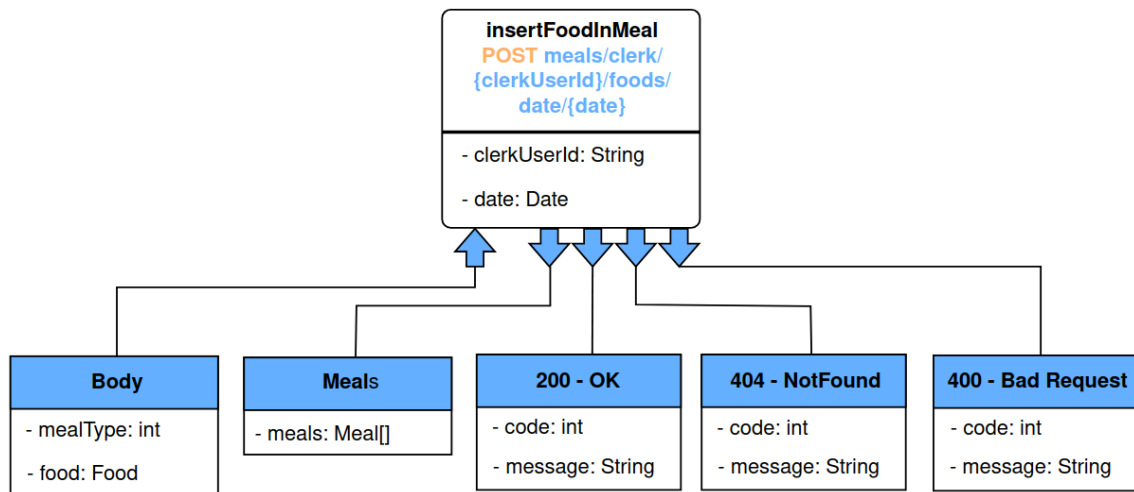 insertFoodInMeal
POST meals/clerk/
{clerkUserId}/foods/
date/{date}
- clerkUserId: String
- date: Date
Body
- mealType: int
- food: Food
Meals
- meals: Meal[]
200 - OK
- code: int
- message: String
404 - NotFound
- code: int
- message: String
400 - Bad Request
- code: int
- message: String